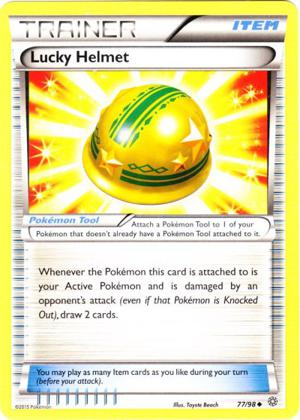 TRAINER
ITEM
Lucky Helmet
Pokémon Tool
Attach a Pokémon Tool to 1 of your
Pokémon that doesn't already have a Pokémon Tool attached to it.
Whenever the Pokémon this card is attached to is
your Active Pokémon and is damaged by an
opponent's attack (even if that Pokémon is Knocked
Out), draw 2 cards.
You may play as many Item cards as you like during your turn
(before your attack).
©2015 Pokémon
Illus. Toyste Beach
77/98